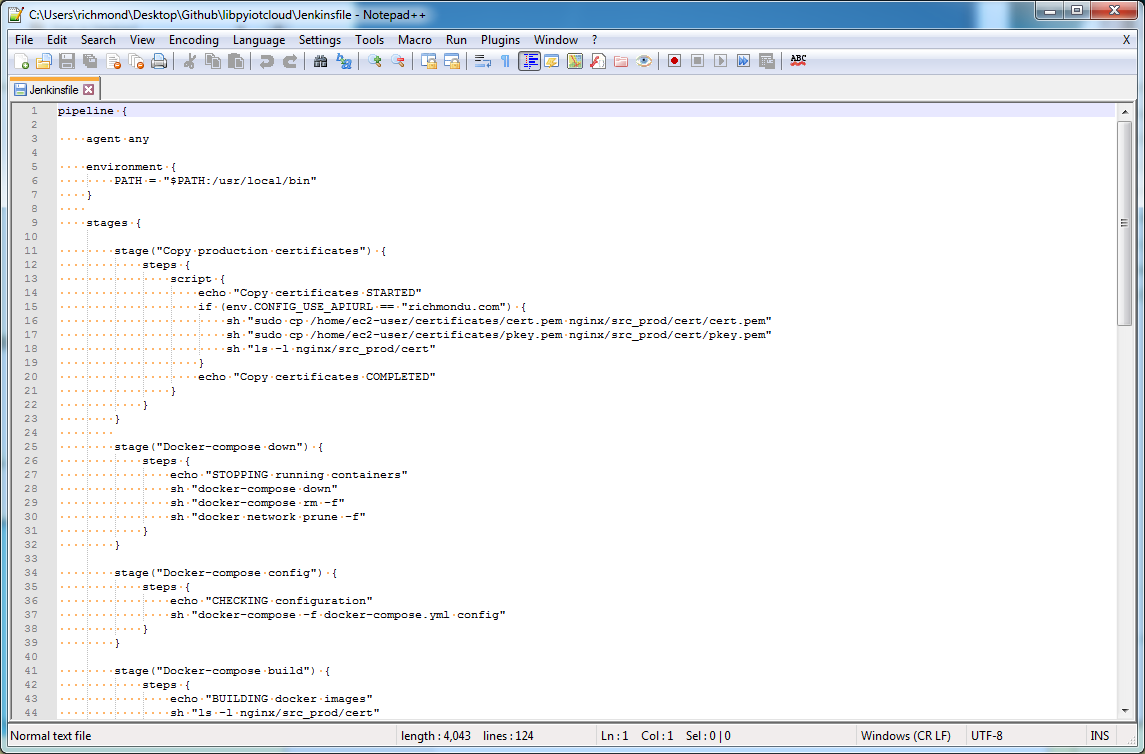 C:\Users\richmond\Desktop\Github\libpyiotcloud\Jenkinsfile - Notepad++
File Edit Search View Encoding Language Settings Tools Macro Run Plugins Window ? X
ABC
Jenkinsfile
1 pipeline {
2
3     agent any
4
5     environment {
6         PATH = "$PATH:/usr/local/bin"
7     }
8
9     stages {
10
11         stage("Copy production certificates") {
12             steps {
13                 script {
14                     echo "Copy certificates STARTED"
15                     if (env.CONFIG_USE_APIURL == "richmondu.com") {
16                         sh "sudo cp /home/ec2-user/certificates/cert.pem nginx/src_prod/cert/cert.pem"
17                         sh "sudo cp /home/ec2-user/certificates/pkey.pem nginx/src_prod/cert/pkey.pem"
18                         sh "ls -l nginx/src_prod/cert"
19                     }
20                     echo "Copy certificates COMPLETED"
21                 }
22             }
23         }
24
25         stage("Docker-compose down") {
26             steps {
27                 echo "STOPPING running containers"
28                 sh "docker-compose down"
29                 sh "docker-compose rm -f"
30                 sh "docker network prune -f"
31             }
32         }
33
34         stage("Docker-compose config") {
35             steps {
36                 echo "CHECKING configuration"
37                 sh "docker-compose -f docker-compose.yml config"
38             }
39         }
40
41         stage("Docker-compose build") {
42             steps {
43                 echo "BUILDING docker images"
44                 sh "ls -l nginx/src_prod/cert"
Normal text file length : 4,043 lines : 124 Ln : 1 Col : 1 Sel : 0 | 0 Windows (CR LF) UTF-8 INS